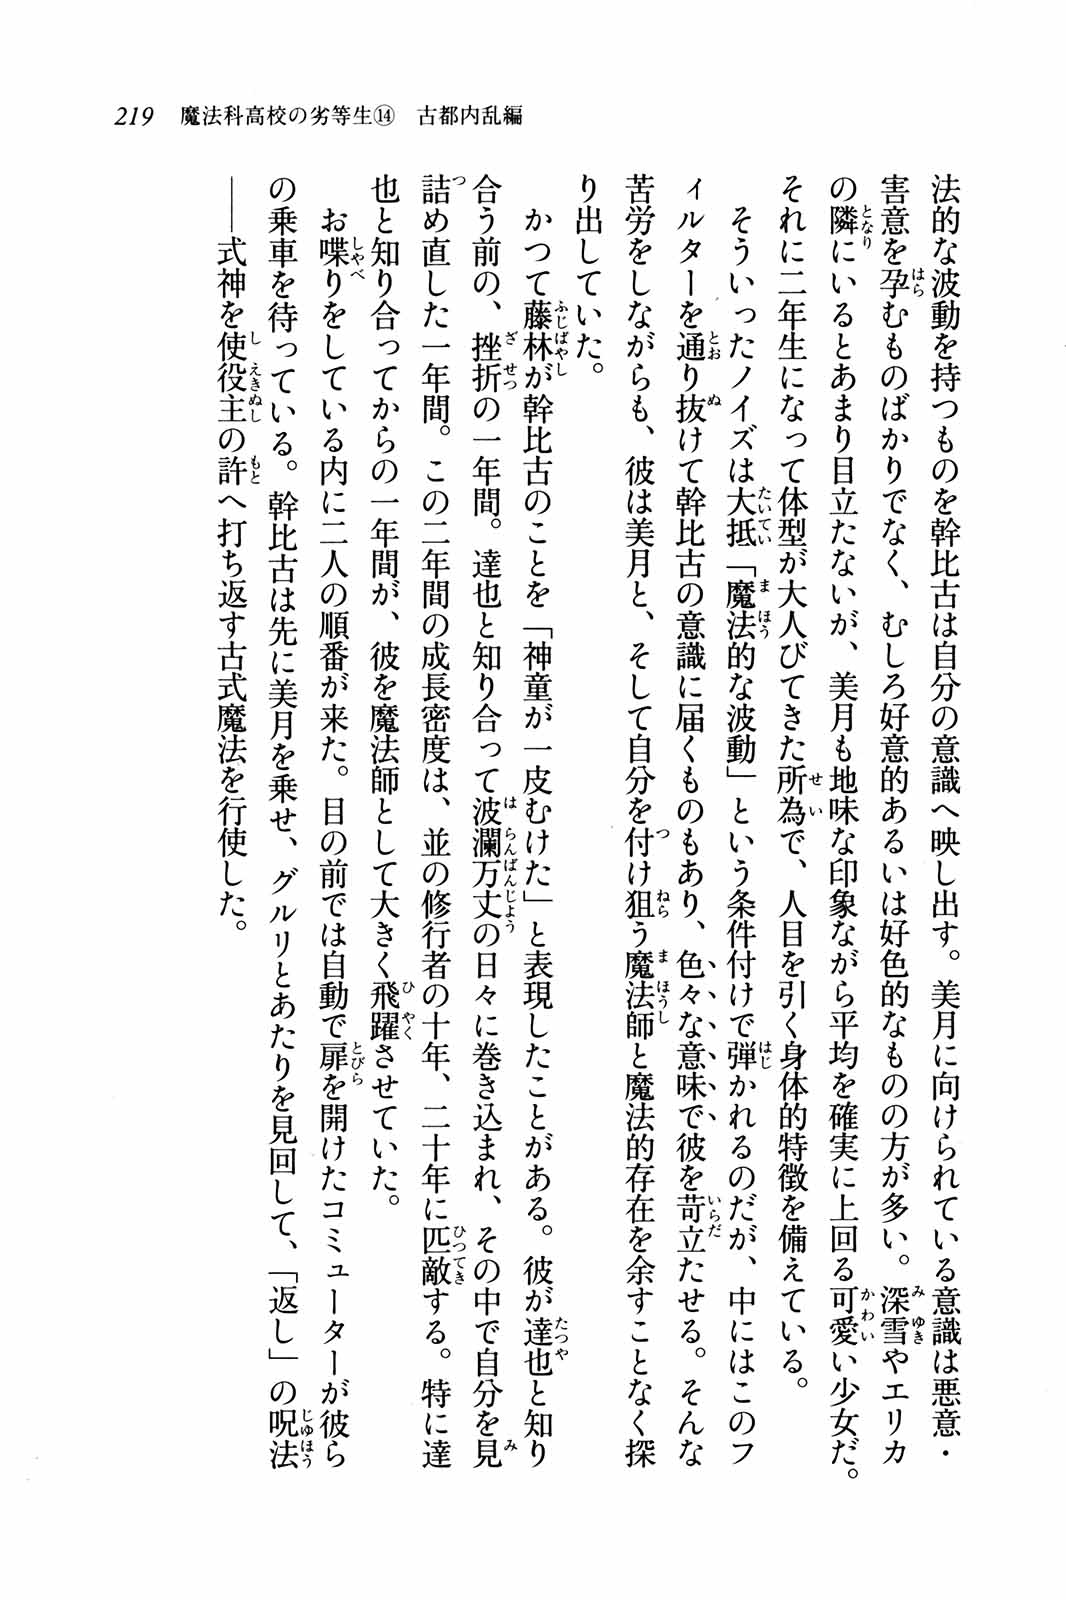 219 魔法科高校の劣等生⑭ 古都内乱編
法的な波動を持つものを幹比古は自分の意識へ映し出す。美月に向けられている意識は悪意・
害意を孕むものばかりでなく、むしろ好意的あるいは好色的なものの方が多い。深雪やエリカ
の隣にいるとあまり目立たないが、美月も地味な印象ながら平均を確実に上回る可愛い少女だ。
それに二年生になって体型が大人びてきた所為で、人目を引く身体的特徴を備えている。
そういったノイズは大抵「魔法的な波動」という条件付けで弾かれるのだが、中にはこのフ
ィルターを通り抜けて幹比古の意識に届くものもあり、色々な意味で彼を苛立たせる。そんな
苦労をしながらも、彼は美月と、そして自分を付け狙う魔法師と魔法的存在を余すことなく探
り出していた。
かつて藤林が幹比古のことを「神童が一皮むけた」と表現したことがある。彼が達也と知り
合う前の、挫折の一年間。達也と知り合って波瀾万丈の日々に巻き込まれ、その中で自分を見
詰め直した一年間。この二年間の成長密度は、並の修行者の十年、二十年に匹敵する。特に達
也と知り合ってからの一年間が、彼を魔法師として大きく飛躍させていた。
お喋りをしている内に二人の順番が来た。目の前では自動で扉を開けたコミューターが彼ら
の乗車を待っている。幹比古は先に美月を乗せ、グルリとあたりを見回して、「返し」の呪法
――式神を使役主の許へ打ち返す古式魔法を行使した。